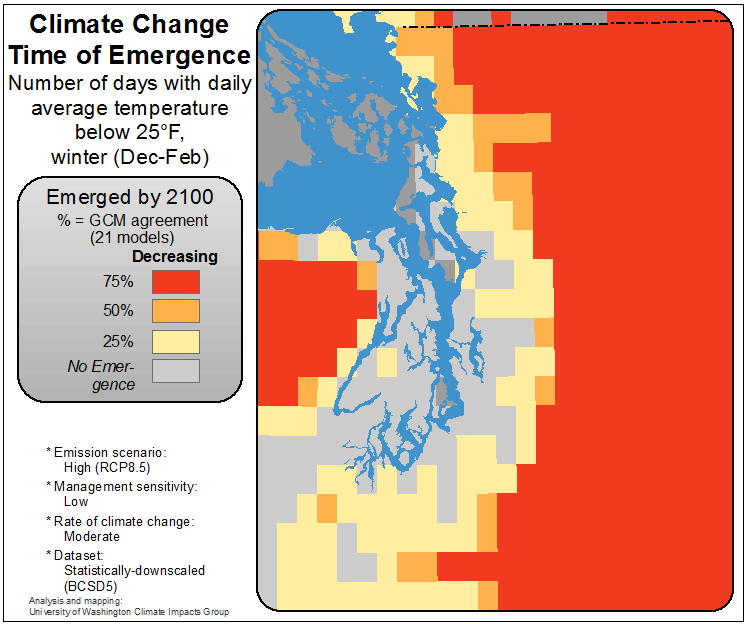 Climate Change
Time of Emergence
Number of days with daily
average temperature
below 25°F,
winter (Dec-Feb)
Emerged by 2100
% = GCM agreement
(21 models)
Decreasing
75%
50%
25%
No Emer-
gence
* Emission scenario:
High (RCP8.5)
* Management sensitivity:
Low
* Rate of climate change:
Moderate
* Dataset:
Statistically-downscaled
(BCSD5)
Analysis and mapping:
University of Washington Climate Impacts Group